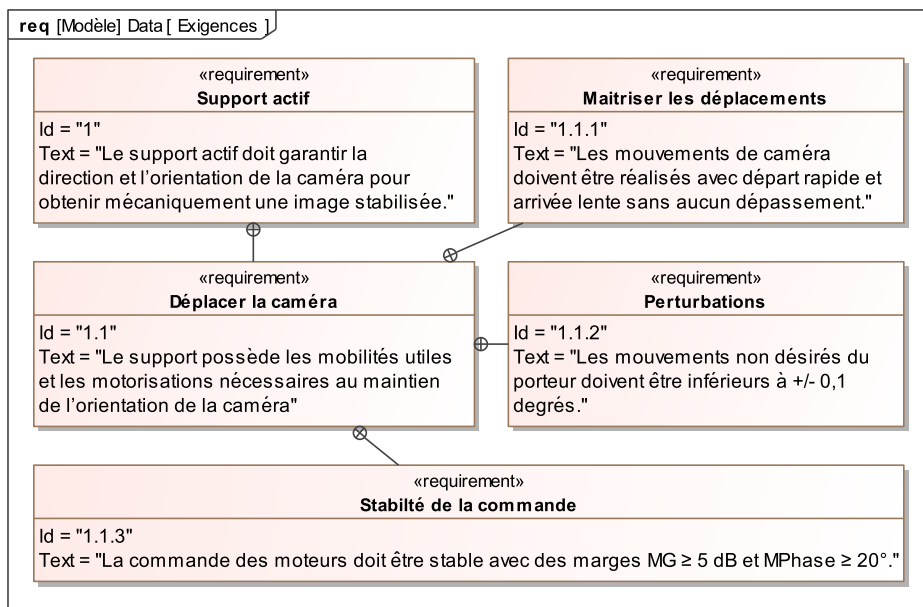 req [Modèle] Data [ Exigences ]
«requirement»
Support actif
Id = "1"
Text = "Le support actif doit garantir la
direction et l'orientation de la caméra pour
obtenir mécaniquement une image stabilisée."
«requirement»
Maitriser les déplacements
Id = "1.1.1"
Text = "Les mouvements de caméra
doivent être réalisés avec départ rapide et
arrivée lente sans aucun dépassement."
«requirement»
Déplacer la caméra
Id = "1.1"
Text = "Le support possède les mobilités utiles
et les motorisations nécessaires au maintien
de l'orientation de la caméra"
«requirement»
Perturbations
Id = "1.1.2"
Text = "Les mouvements non désirés du
porteur doivent être inférieurs à +/- 0,1
degrés."
«requirement»
Stabilté de la commande
Id = "1.1.3"
Text = "La commande des moteurs doit être stable avec des marges MG ≥ 5 dB et MPhase ≥ 20°."